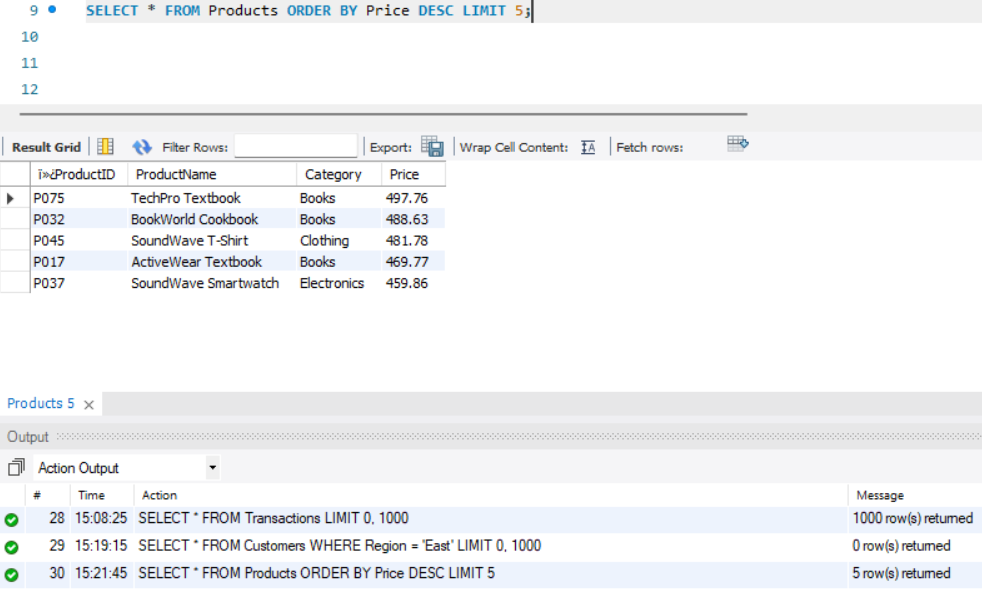 9 SELECT * FROM Products ORDER BY Price DESC LIMIT 5;
10
11
12
Result Grid Filter Rows: Export: Wrap Cell Content: IA Fetch rows:
ï»¿ProductID ProductName Category Price
P075 TechPro Textbook Books 497.76
P032 BookWorld Cookbook Books 488.63
P045 SoundWave T-Shirt Clothing 481.78
P017 ActiveWear Textbook Books 469.77
P037 SoundWave Smartwatch Electronics 459.86
Products 5
Output
Action Output
# Time Action Message
28 15:08:25 SELECT * FROM Transactions LIMIT 0, 1000 1000 row(s) returned
29 15:19:15 SELECT * FROM Customers WHERE Region = 'East' LIMIT 0, 1000 0 row(s) returned
30 15:21:45 SELECT * FROM Products ORDER BY Price DESC LIMIT 5 5 row(s) returned